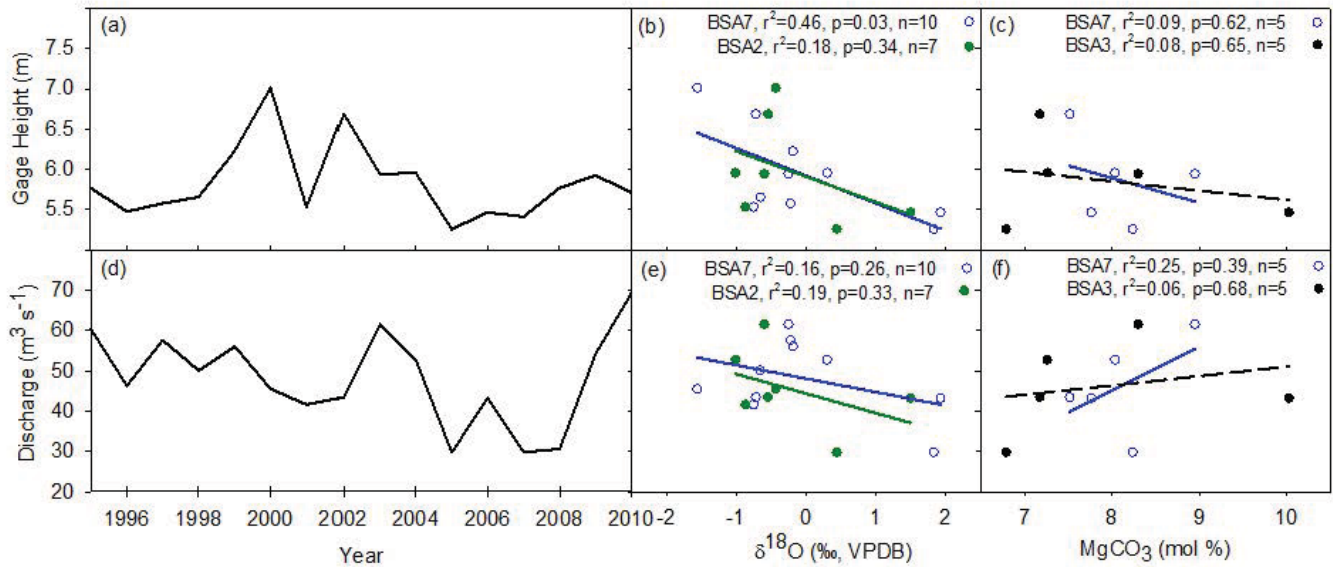 (a)
7.5
7.0
6.5
6.0
5.5
Gage Height (m)
(b)
BSA7, r²=0.46, p=0.03, n=10
BSA2, r²=0.18, p=0.34, n=7
(c)
BSA7, r²=0.09, p=0.62, n=5
BSA3, r²=0.08, p=0.65, n=5
(d)
70
60
50
40
30
20
Discharge (m³ s⁻¹)
1996 1998 2000 2002 2004 2006 2008 2010
Year
(e)
BSA7, r²=0.16, p=0.26, n=10
BSA2, r²=0.19, p=0.33, n=7
-2 -1 0 1 2
δ¹⁸O (‰, VPDB)
(f)
BSA7, r²=0.25, p=0.39, n=5
BSA3, r²=0.06, p=0.68, n=5
7 8 9 10
MgCO₃ (mol %)